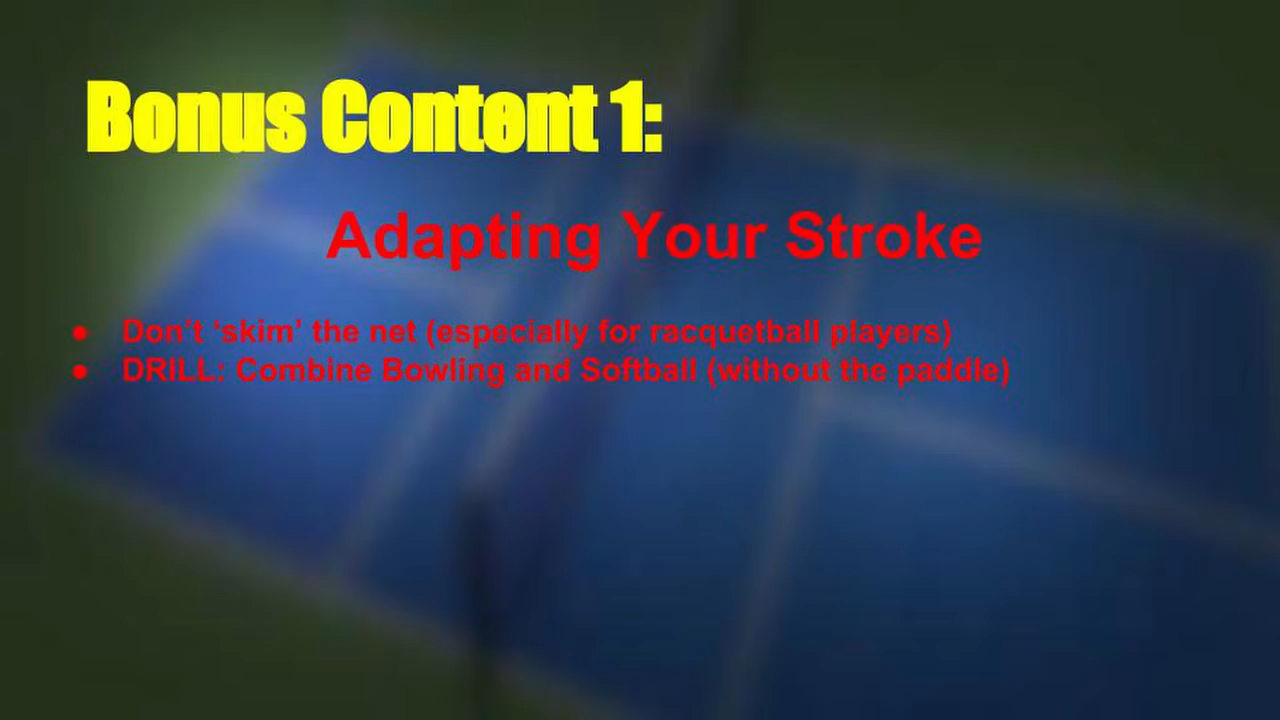 Bonus Content 1:
Adapting Your Stroke
● Don't ‘skim’ the net (especially for racquetball players)
● DRILL: Combine Bowling and Softball (without the paddle)